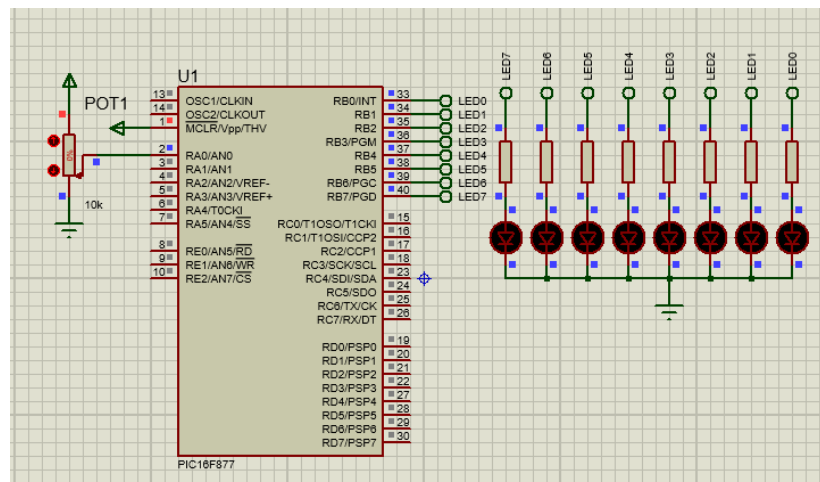 LED7
LED6
LED5
LED4
LED3
LED2
LED1
LED0
U1
POT1
0%
10k
13 OSC1/CLKIN
14 OSC2/CLKOUT
1 MCLR/Vpp/THV
2 RA0/AN0
3 RA1/AN1
4 RA2/AN2/VREF-
5 RA3/AN3/VREF+
6 RA4/T0CKI
7 RA5/AN4/SS
8 RE0/AN5/RD
9 RE1/AN6/WR
10 RE2/AN7/CS
RB0/INT 33 LED0
RB1 34 LED1
RB2 35 LED2
RB3/PGM 36 LED3
RB4 37 LED4
RB5 38 LED5
RB6/PGC 39 LED6
RB7/PGD 40 LED7
RC0/T1OSO/T1CKI 15
RC1/T1OSI/CCP2 16
RC2/CCP1 17
RC3/SCK/SCL 18
RC4/SDI/SDA 23
RC5/SDO 24
RC6/TX/CK 25
RC7/RX/DT 26
RD0/PSP0 19
RD1/PSP1 20
RD2/PSP2 21
RD3/PSP3 22
RD4/PSP4 27
RD5/PSP5 28
RD6/PSP6 29
RD7/PSP7 30
PIC16F877